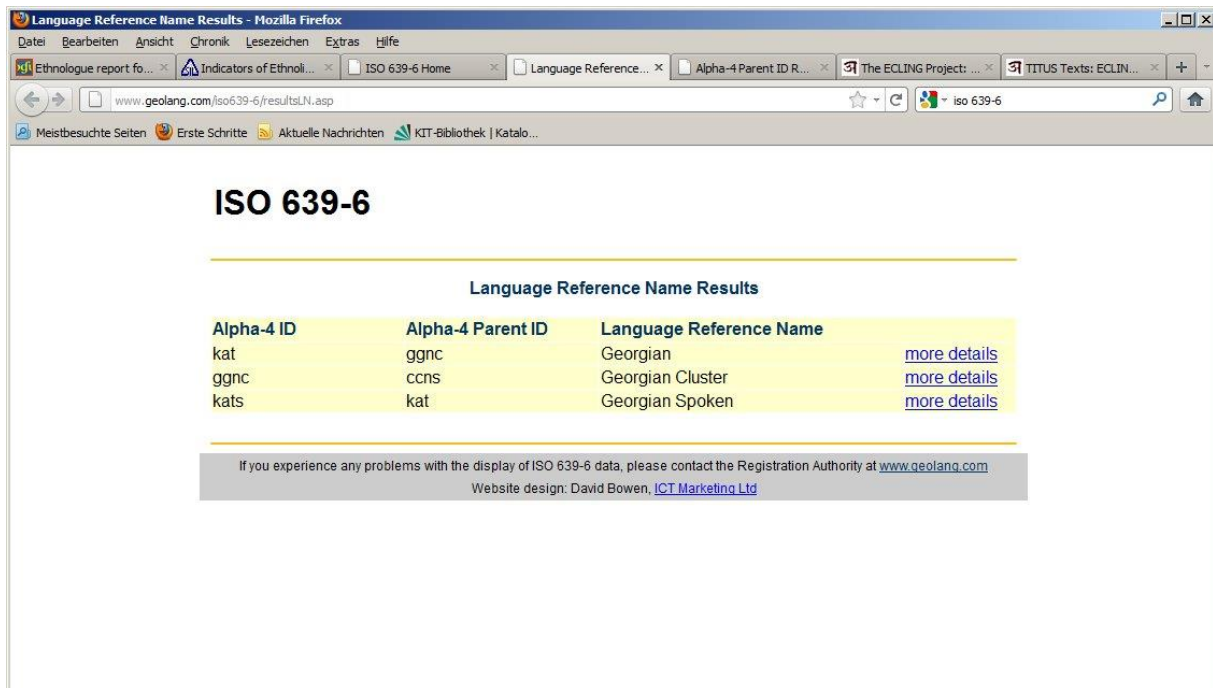 Language Reference Name Results - Mozilla Firefox
Datei Bearbeiten Ansicht Chronik Lesezeichen Extras Hilfe
Ethnologue report fo... Indicators of Ethnoli... ISO 639-6 Home Language Reference... Alpha-4 Parent ID R... The ECLING Project: ... TITUS Texts: ECLIN...
www.geolang.com/iso639-6/resultsLN.asp iso 639-6
Meistbesuchte Seiten Erste Schritte Aktuelle Nachrichten KIT-Bibliothek | Katalo...
ISO 639-6
Language Reference Name Results
Alpha-4 ID Alpha-4 Parent ID Language Reference Name
kat ggnc Georgian more details
ggnc ccns Georgian Cluster more details
kats kat Georgian Spoken more details
If you experience any problems with the display of ISO 639-6 data, please contact the Registration Authority at www.geolang.com
Website design: David Bowen, ICT Marketing Ltd